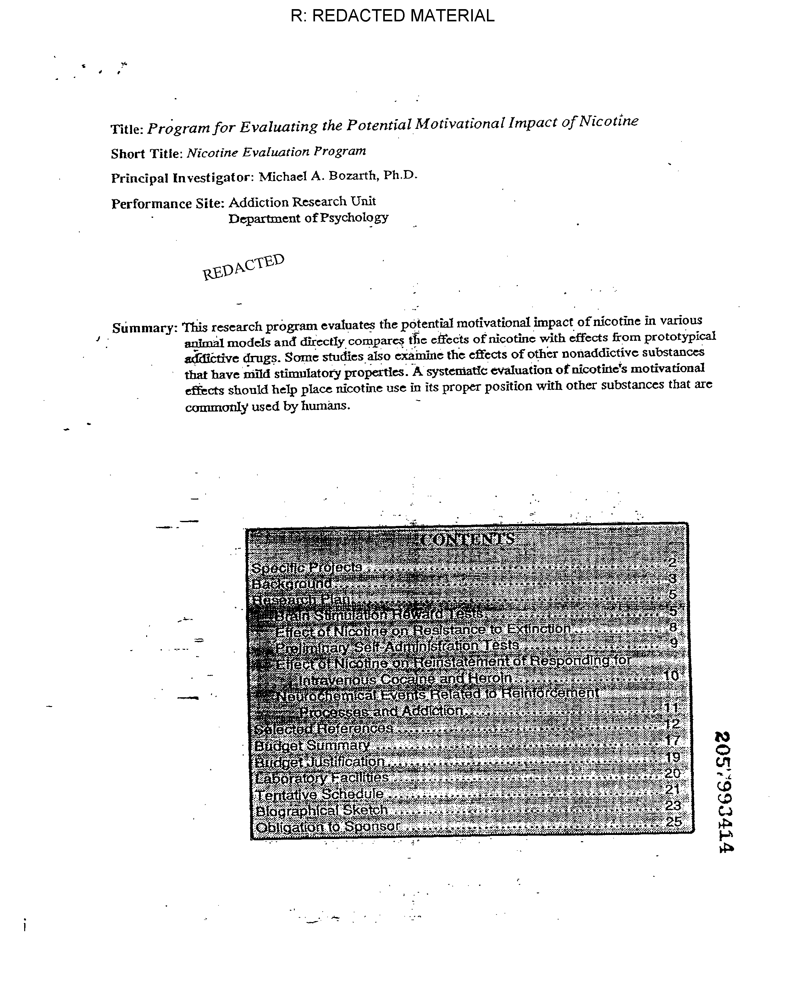 R: REDACTED MATERIAL
Title: Program for Evaluating the Potential Motivational Impact of Nicotine
Short Title: Nicotine Evaluation Program
Principal Investigator: Michael A. Bozarth, Ph.D.
Performance Site: Addiction Research Unit
Department of Psychology
REDACTED
Summary: This research program evaluates the potential motivational impact of nicotine in various
animal models and directly compares the effects of nicotine with effects from prototypical
addictive drugs. Some studies also examine the effects of other nonaddictive substances
that have mild stimulatory properties. A systematic evaluation of nicotine's motivational
effects should help place nicotine use in its proper position with other substances that are
commonly used by humans.
CONTENTS
Specific Projects ........ 2
Background ........ 3
Research Plan ........ 5
Brain Stimulation Reward Tests ........ 5
Effect of Nicotine on Resistance to Extinction ........ 8
Preliminary Self-Administration Tests ........ 9
Effect of Nicotine on Reinstatement of Responding for
Intravenous Cocaine and Heroin ........ 10
Neurochemical Events Related to Reinforcement
Processes and Addiction ........ 11
Selected References ........ 12
Budget Summary ........ 17
Budget Justification ........ 19
Laboratory Facilities ........ 20
Tentative Schedule ........ 21
Biographical Sketch ........ 23
Obligation to Sponsor ........ 25
2057993414
i